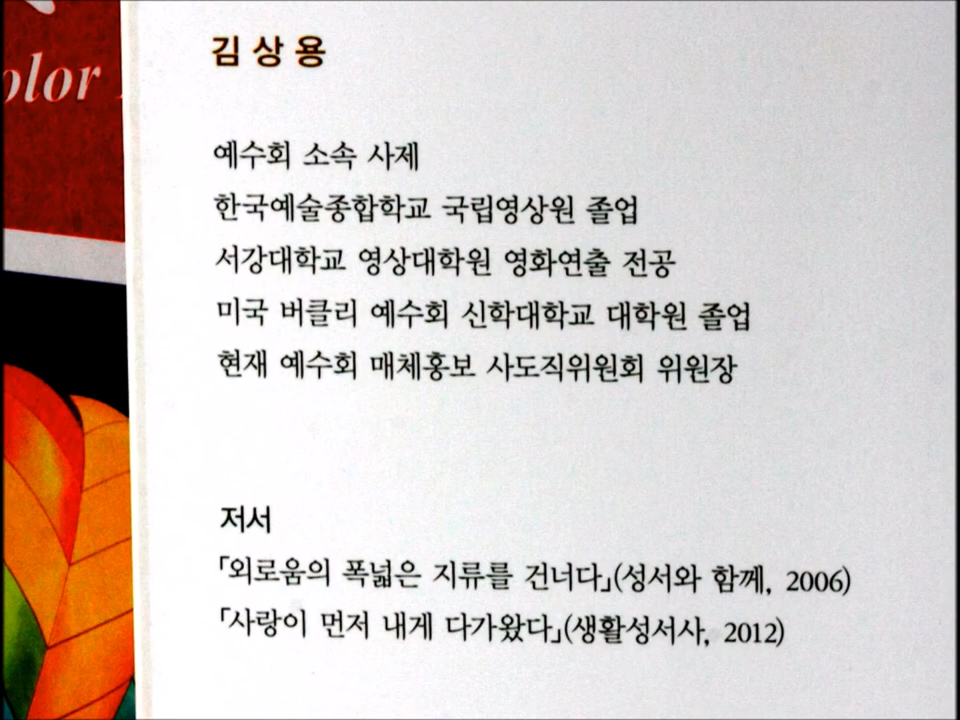 김상용
예수회 소속 사제
한국예술종합학교 국립영상원 졸업
서강대학교 영상대학원 영화연출 전공
미국 버클리 예수회 신학대학교 대학원 졸업
현재 예수회 매체홍보 사도직위원회 위원장
저서
「외로움의 폭넓은 지류를 건너다」(성서와 함께, 2006)
「사랑이 먼저 내게 다가왔다」(생활성서사, 2012)